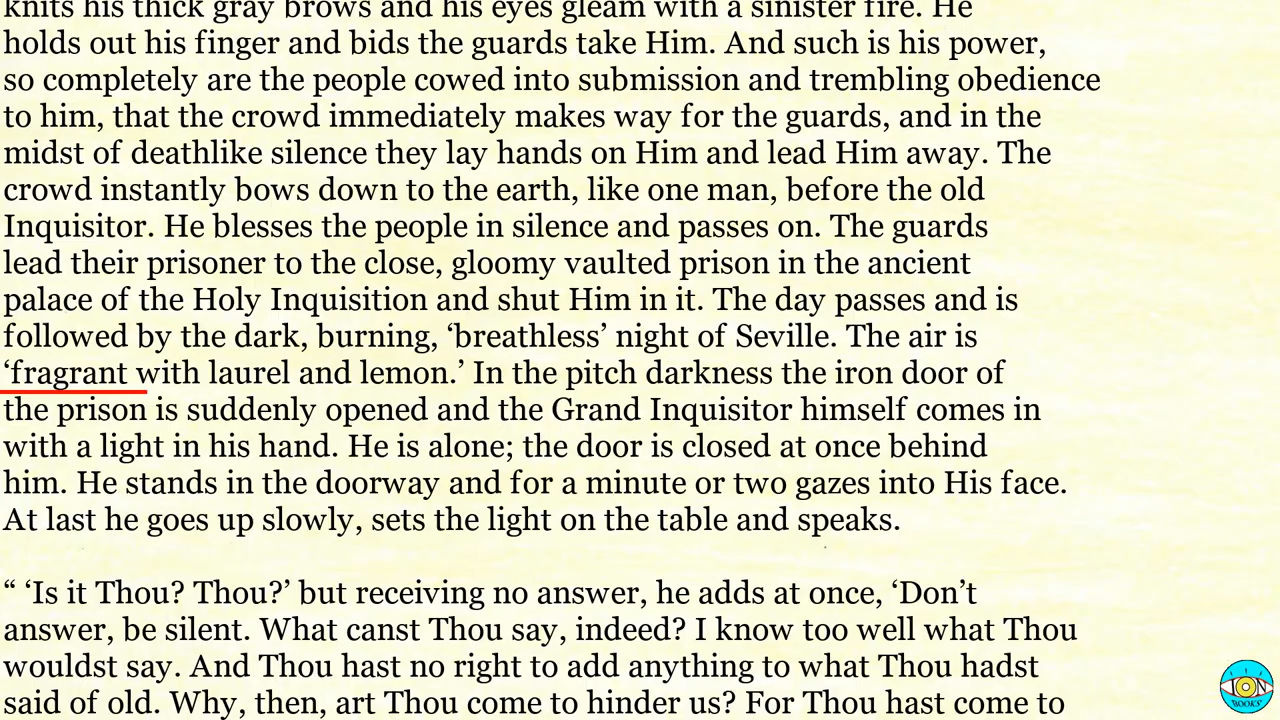 knits his thick gray brows and his eyes gleam with a sinister fire. He
holds out his finger and bids the guards take Him. And such is his power,
so completely are the people cowed into submission and trembling obedience
to him, that the crowd immediately makes way for the guards, and in the
midst of deathlike silence they lay hands on Him and lead Him away. The
crowd instantly bows down to the earth, like one man, before the old
Inquisitor. He blesses the people in silence and passes on. The guards
lead their prisoner to the close, gloomy vaulted prison in the ancient
palace of the Holy Inquisition and shut Him in it. The day passes and is
followed by the dark, burning, ‘breathless’ night of Seville. The air is
‘fragrant with laurel and lemon.’ In the pitch darkness the iron door of
the prison is suddenly opened and the Grand Inquisitor himself comes in
with a light in his hand. He is alone; the door is closed at once behind
him. He stands in the doorway and for a minute or two gazes into His face.
At last he goes up slowly, sets the light on the table and speaks.
“ ‘Is it Thou? Thou?’ but receiving no answer, he adds at once, ‘Don’t
answer, be silent. What canst Thou say, indeed? I know too well what Thou
wouldst say. And Thou hast no right to add anything to what Thou hadst
said of old. Why, then, art Thou come to hinder us? For Thou hast come to
ION
BOOKS